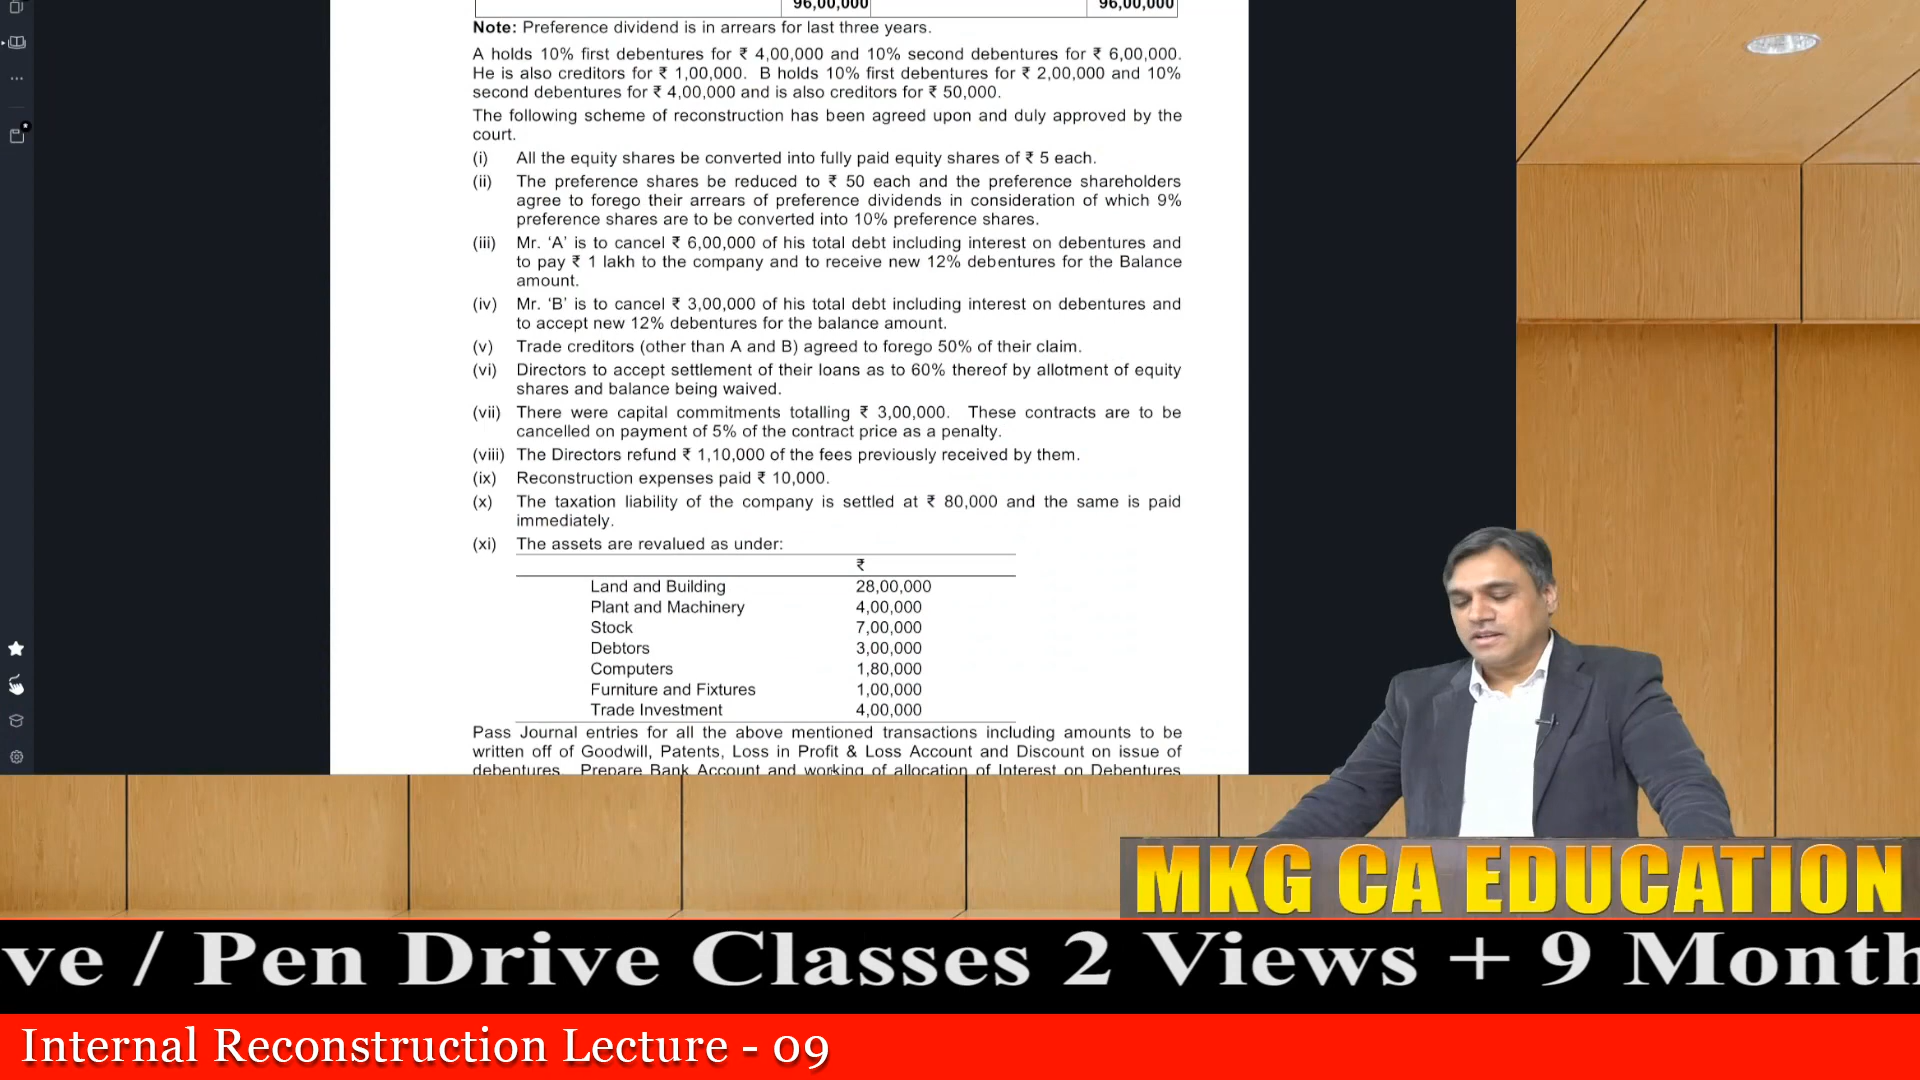 96,00,000 96,00,000
Note: Preference dividend is in arrears for last three years.
A holds 10% first debentures for ₹ 4,00,000 and 10% second debentures for ₹ 6,00,000.
He is also creditors for ₹ 1,00,000. B holds 10% first debentures for ₹ 2,00,000 and 10%
second debentures for ₹ 4,00,000 and is also creditors for ₹ 50,000.
The following scheme of reconstruction has been agreed upon and duly approved by the
court.
(i) All the equity shares be converted into fully paid equity shares of ₹ 5 each.
(ii) The preference shares be reduced to ₹ 50 each and the preference shareholders
agree to forego their arrears of preference dividends in consideration of which 9%
preference shares are to be converted into 10% preference shares.
(iii) Mr. ‘A’ is to cancel ₹ 6,00,000 of his total debt including interest on debentures and
to pay ₹ 1 lakh to the company and to receive new 12% debentures for the Balance
amount.
(iv) Mr. ‘B’ is to cancel ₹ 3,00,000 of his total debt including interest on debentures and
to accept new 12% debentures for the balance amount.
(v) Trade creditors (other than A and B) agreed to forego 50% of their claim.
(vi) Directors to accept settlement of their loans as to 60% thereof by allotment of equity
shares and balance being waived.
(vii) There were capital commitments totalling ₹ 3,00,000. These contracts are to be
cancelled on payment of 5% of the contract price as a penalty.
(viii) The Directors refund ₹ 1,10,000 of the fees previously received by them.
(ix) Reconstruction expenses paid ₹ 10,000.
(x) The taxation liability of the company is settled at ₹ 80,000 and the same is paid
immediately.
(xi) The assets are revalued as under:
₹
Land and Building 28,00,000
Plant and Machinery 4,00,000
Stock 7,00,000
Debtors 3,00,000
Computers 1,80,000
Furniture and Fixtures 1,00,000
Trade Investment 4,00,000
Pass Journal entries for all the above mentioned transactions including amounts to be
written off of Goodwill, Patents, Loss in Profit & Loss Account and Discount on issue of
debentures. Prepare Bank Account and working of allocation of Interest on Debentures
MKG CA EDUCATION
ve / Pen Drive Classes 2 Views + 9 Month
Internal Reconstruction Lecture - 09